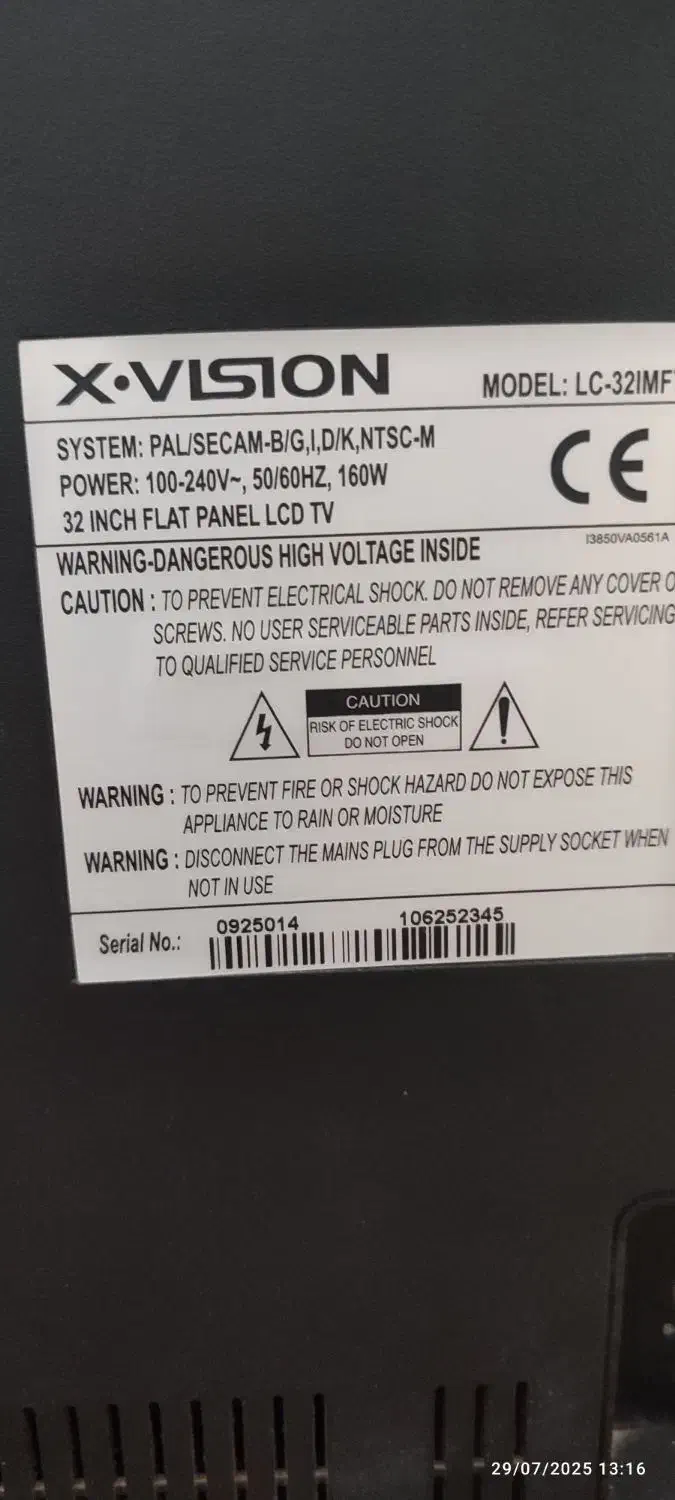 X·VISION
MODEL: LC-32IMF
SYSTEM: PAL/SECAM-B/G,I,D/K,NTSC-M
POWER: 100-240V~, 50/60HZ, 160W
32 INCH FLAT PANEL LCD TV
CE
I3850VA0561A
WARNING-DANGEROUS HIGH VOLTAGE INSIDE
CAUTION : TO PREVENT ELECTRICAL SHOCK. DO NOT REMOVE ANY COVER O
SCREWS. NO USER SERVICEABLE PARTS INSIDE, REFER SERVICING
TO QUALIFIED SERVICE PERSONNEL
CAUTION
RISK OF ELECTRIC SHOCK
DO NOT OPEN
WARNING : TO PREVENT FIRE OR SHOCK HAZARD DO NOT EXPOSE THIS
APPLIANCE TO RAIN OR MOISTURE
WARNING : DISCONNECT THE MAINS PLUG FROM THE SUPPLY SOCKET WHEN
NOT IN USE
Serial No.: 0925014 106252345
29/07/2025 13:16